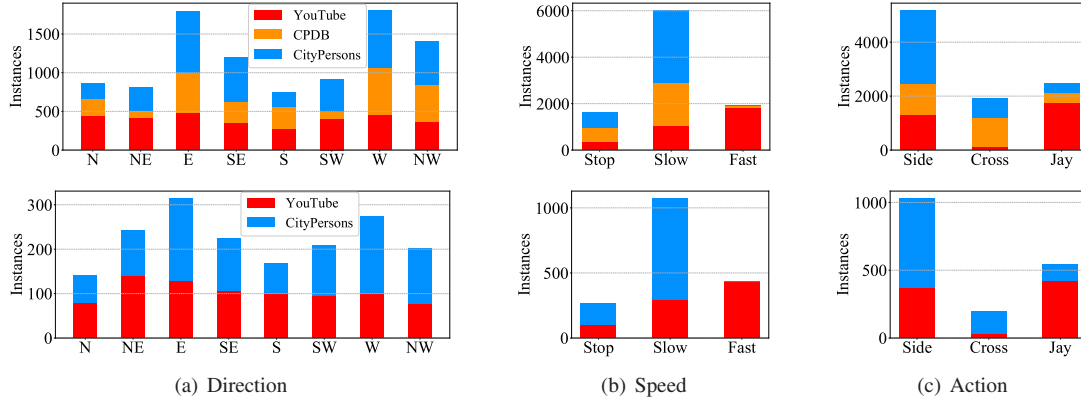 YouTube
CPDB
CityPersons
Instances
1500
1000
500
0
N NE E SE S SW W NW
Instances
6000
4000
2000
0
Stop Slow Fast
Instances
4000
2000
0
Side Cross Jay
YouTube
CityPersons
Instances
300
200
100
0
N NE E SE S SW W NW
Instances
1000
500
0
Stop Slow Fast
Instances
1000
500
0
Side Cross Jay
(a) Direction
(b) Speed
(c) Action